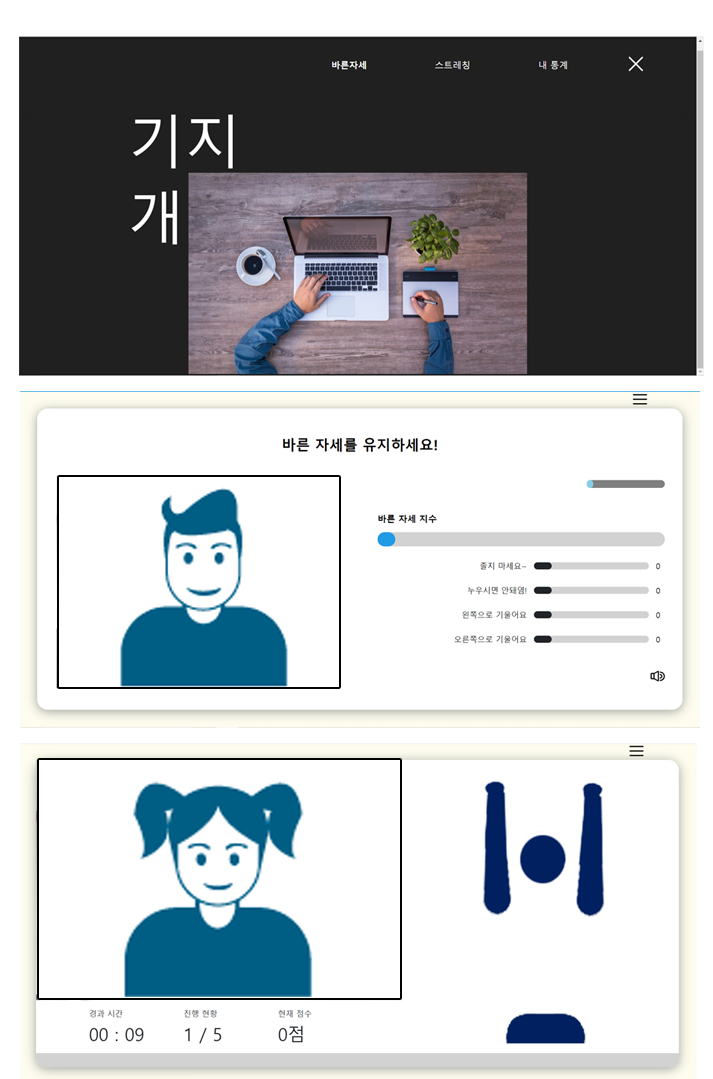 바른자세 스트레칭 내 통계
기지
개
바른 자세를 유지하세요!
바른 자세 지수
졸지 마세요~ 0
누우시면 안돼염! 0
왼쪽으로 기울어요 0
오른쪽으로 기울어요 0
경과 시간 진행 현황 현재 점수
00 : 09 1 / 5 0점